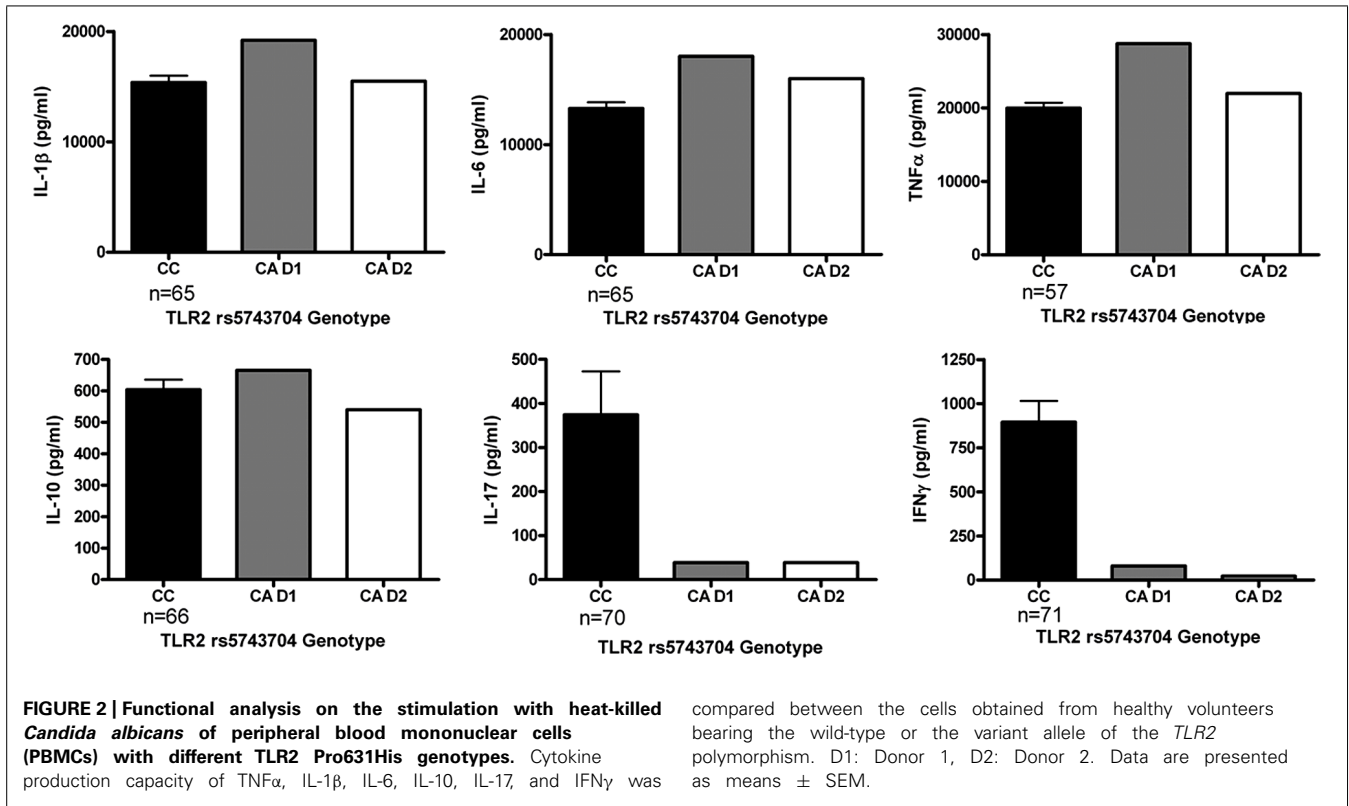 20000
10000
0
IL-1β (pg/ml)
CC
CA D1
CA D2
n=65
TLR2 rs5743704 Genotype
20000
10000
0
IL-6 (pg/ml)
CC
CA D1
CA D2
n=65
TLR2 rs5743704 Genotype
30000
20000
10000
0
TNFα (pg/ml)
CC
CA D1
CA D2
n=57
TLR2 rs5743704 Genotype
700
600
500
400
300
200
100
0
IL-10 (pg/ml)
CC
CA D1
CA D2
n=66
TLR2 rs5743704 Genotype
500
400
300
200
100
0
IL-17 (pg/ml)
CC
CA D1
CA D2
n=70
TLR2 rs5743704 Genotype
1250
1000
750
500
250
0
IFNγ (pg/ml)
CC
CA D1
CA D2
n=71
TLR2 rs5743704 Genotype
FIGURE 2 | Functional analysis on the stimulation with heat-killed
Candida albicans of peripheral blood mononuclear cells
(PBMCs) with different TLR2 Pro631His genotypes. Cytokine
production capacity of TNFα, IL-1β, IL-6, IL-10, IL-17, and IFNγ was
compared between the cells obtained from healthy volunteers
bearing the wild-type or the variant allele of the TLR2
polymorphism. D1: Donor 1, D2: Donor 2. Data are presented
as means ± SEM.